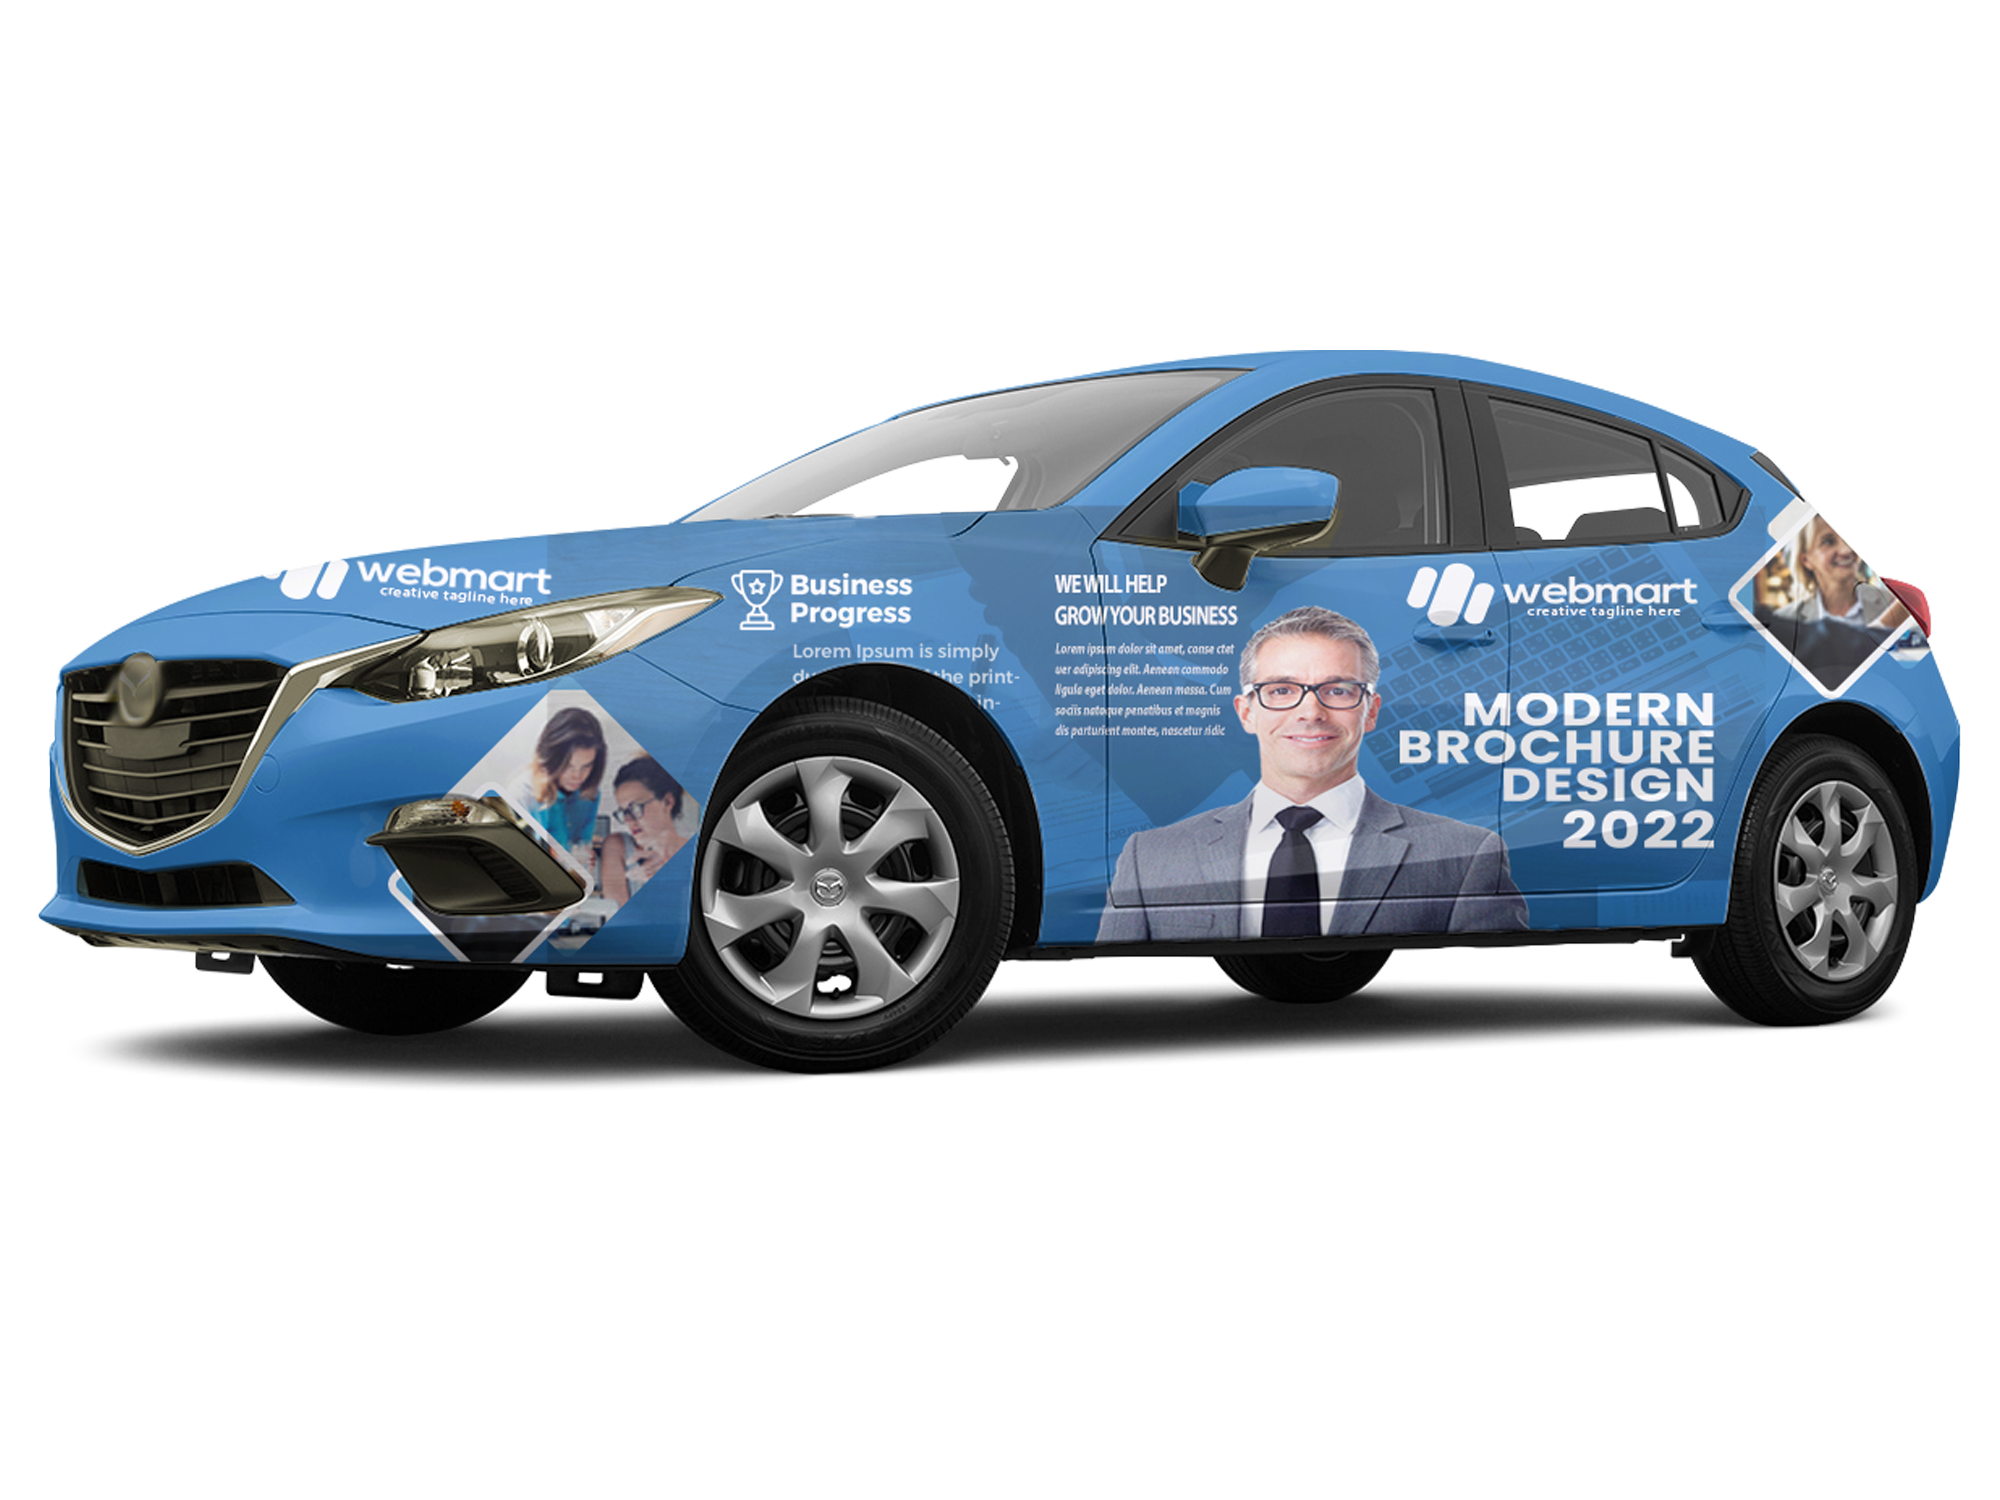 webmart
creative tagline here
Business
Progress
Lorem Ipsum is simply
the print-
in-
WE WILL HELP
GROW YOUR BUSINESS
Lorem ipsum dolor sit amet, conse ctet
uer adipiscing elit. Aenean commodo
ligula eget dolor. Aenean massa. Cum
sociis natoque penatibus et magnis
dis parturient montes, nascetur ridic
webmart
creative tagline here
MODERN
BROCHURE
DESIGN
2022